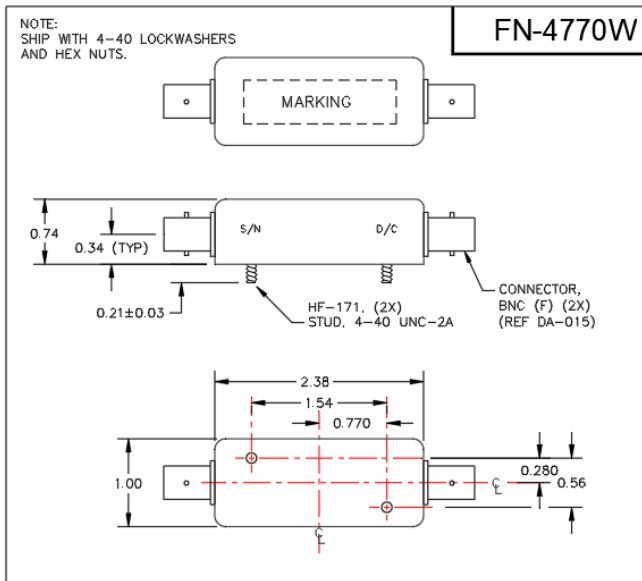 NOTE:
SHIP WITH 4-40 LOCKWASHERS
AND HEX NUTS.
FN-4770W
MARKING
0.74
0.34 (TYP)
S/N
D/C
0.21±0.03
HF-171, (2X)
STUD, 4-40 UNC-2A
CONNECTOR,
BNC (F) (2X)
(REF DA-015)
2.38
1.54
0.770
1.00
0.280
0.56
℄
℄